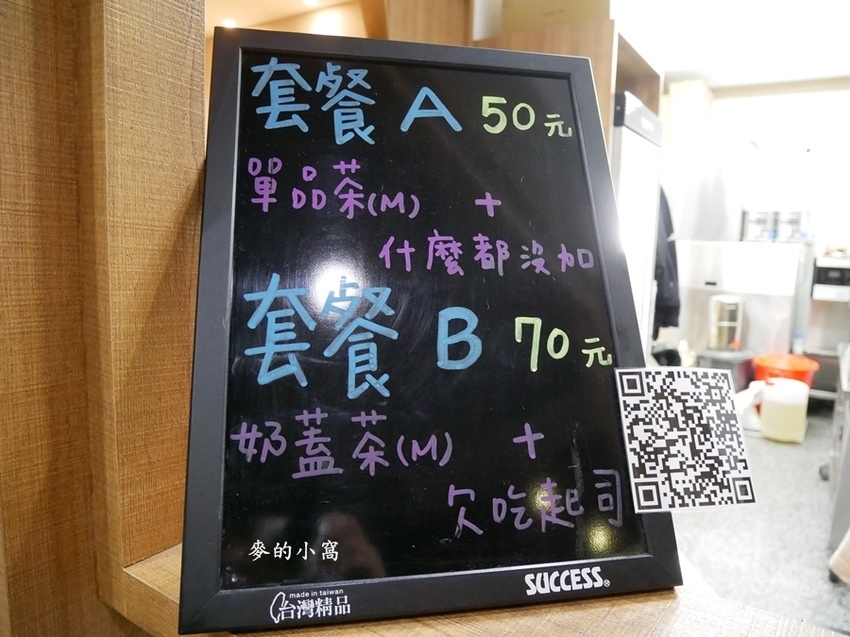 套餐 A 50元
單品茶(M) +
什麼都沒加
套餐 B 70元
奶蓋茶(M) +
欠吃起司
麥的小窩
made in taiwan
台灣精品
SUCCESS®